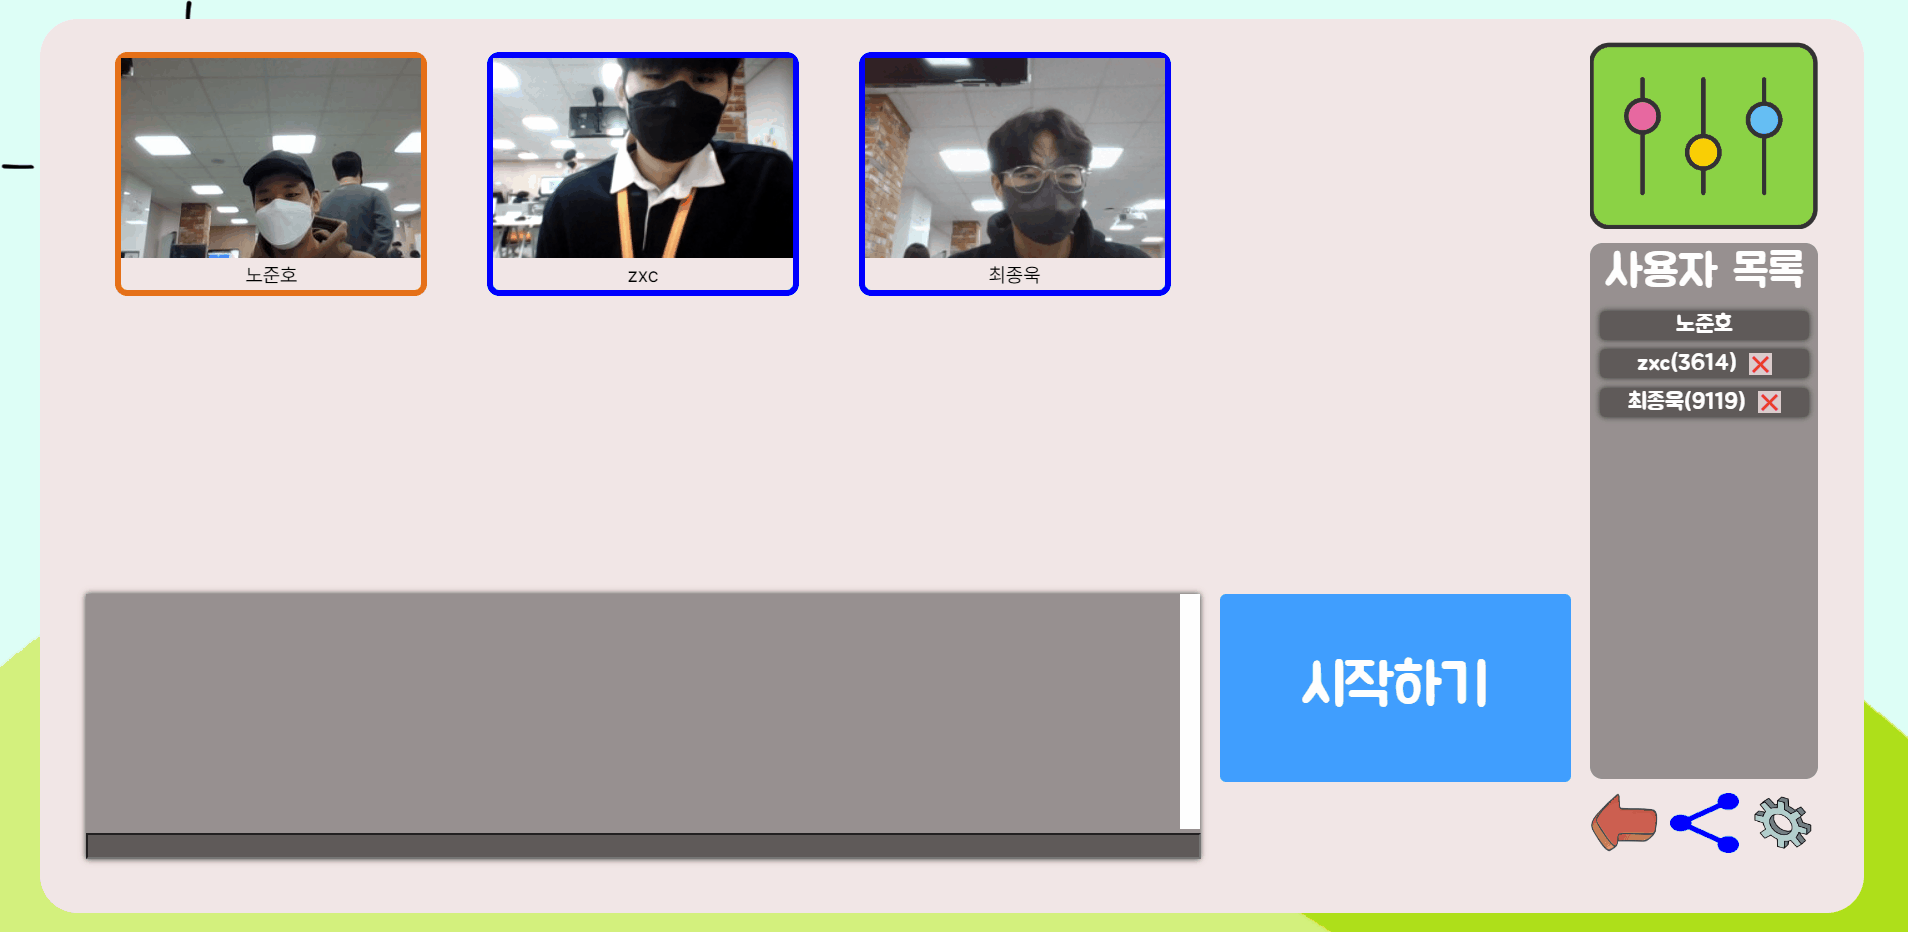 노준호
zxc
최종욱
사용자 목록
노준호
zxc(3614)
최종욱(9119)
시작하기